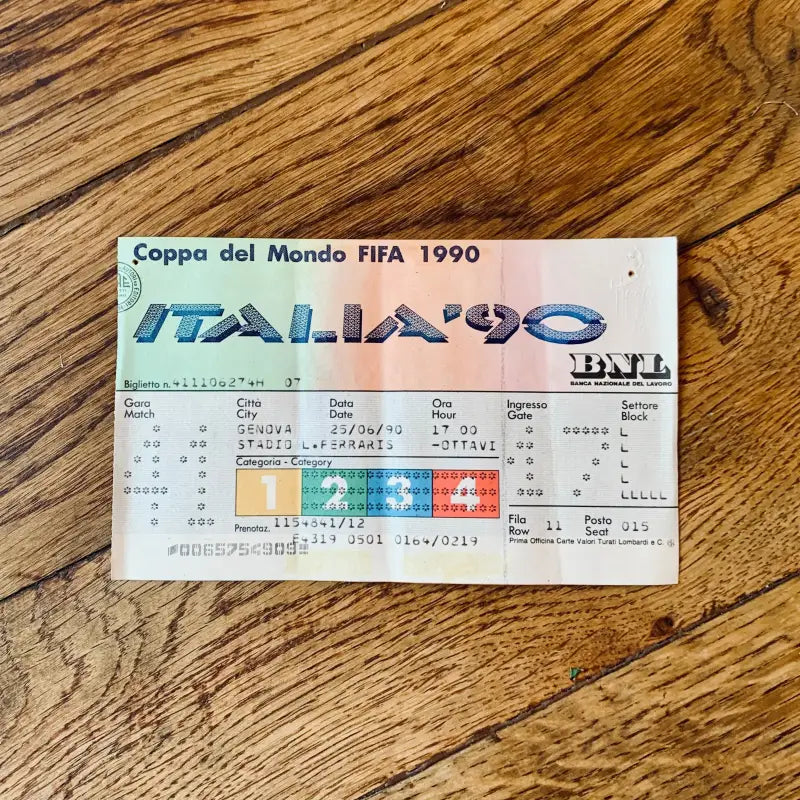 Coppa del Mondo FIFA 1990
ITALIA'90
BNL
BANCA NAZIONALE DEL LAVORO
Biglietto n. 411106274H 07
Gara Città Data Ora Ingresso Settore
Match City Date Hour Gate Block
GENOVA 25/06/90 17 00
STADIO L.FERRARIS -OTTAVI
41 17 L
Categoria - Category
1 2 3 4
Prenotaz. 1154841/12
E4319 0501 0164/0219
Fila 11 Posto 015
Row Seat
Prima Officina Carte Valori Turati Lombardi e C.